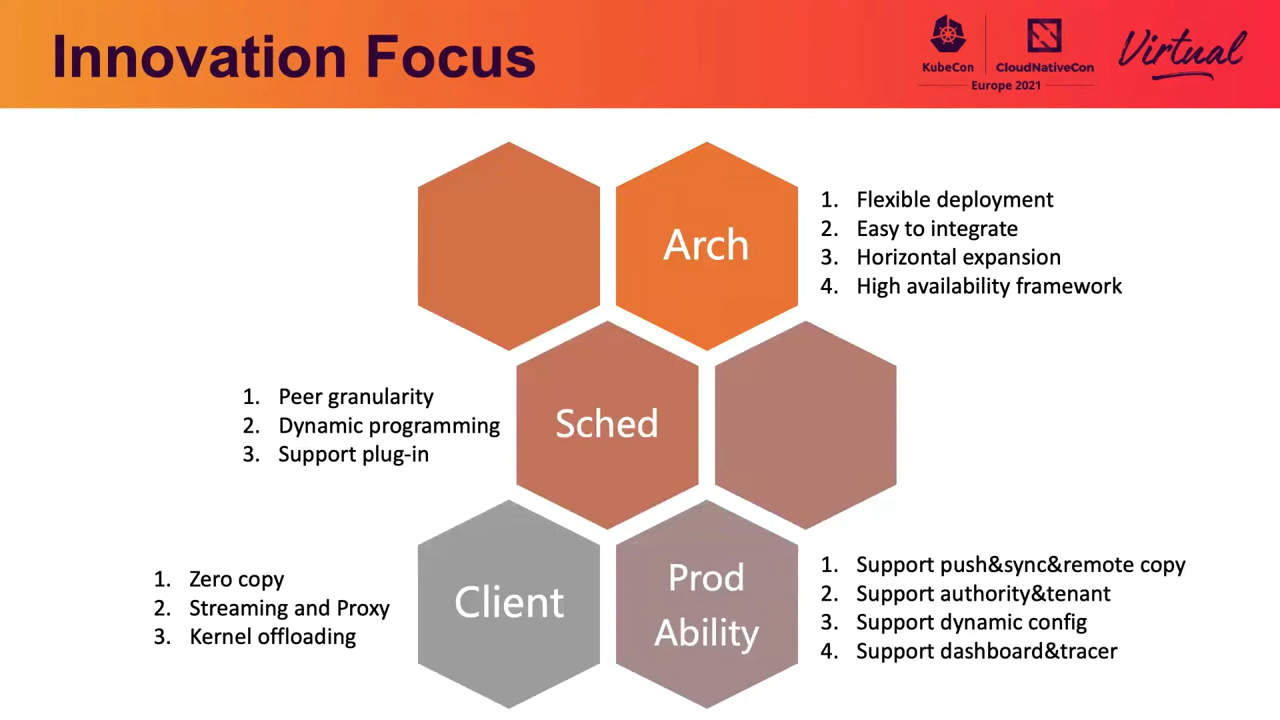 Innovation Focus
KubeCon
CloudNativeCon
Europe 2021
Virtual
Arch
1. Flexible deployment
2. Easy to integrate
3. Horizontal expansion
4. High availability framework
1. Peer granularity
2. Dynamic programming
3. Support plug-in
Sched
1. Zero copy
2. Streaming and Proxy
3. Kernel offloading
Client
Prod
Ability
1. Support push&sync&remote copy
2. Support authority&tenant
3. Support dynamic config
4. Support dashboard&tracer